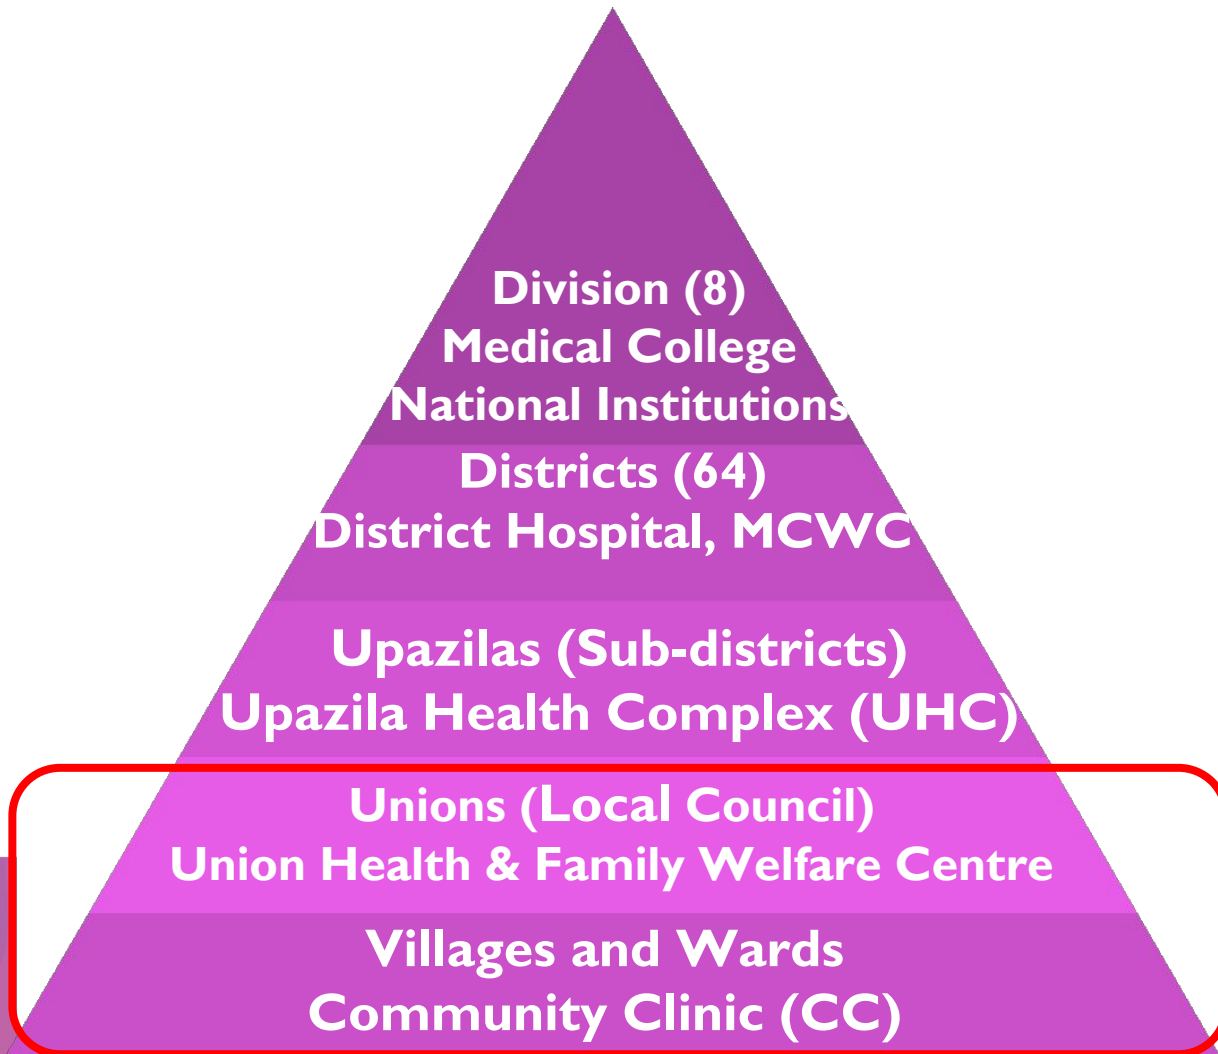 Division (8)
Medical College
National Institutions
Districts (64)
District Hospital, MCWC
Upazilas (Sub-districts)
Upazila Health Complex (UHC)
Unions (Local Council)
Union Health & Family Welfare Centre
Villages and Wards
Community Clinic (CC)